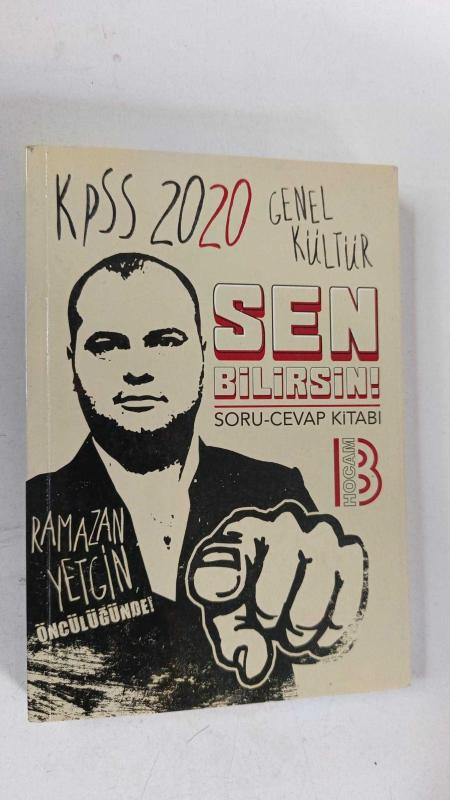 KPSS 2020 GENEL
KÜLTÜR
SEN
BİLİRSİN!
SORU-CEVAP KİTABI
B HOCAM
RAMAZAN
YETGİN
ÖNCÜLÜĞÜNDE!